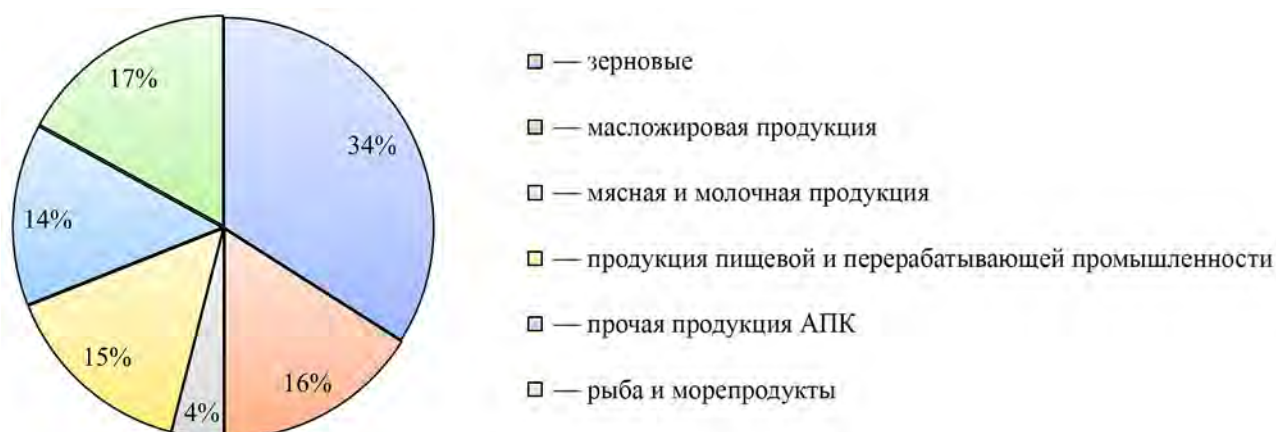 17%
34%
14%
15%
4%
16%
— зерновые
— масложировая продукция
— мясная и молочная продукция
— продукция пищевой и перерабатывающей промышленности
— прочая продукция АПК
— рыба и морепродукты